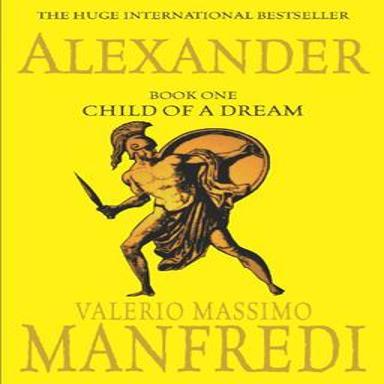 THE HUGE INTERNATIONAL BESTSELLER
ALEXANDER
BOOK ONE
CHILD OF A DREAM
VALERIO MASSIMO
MANFREDI